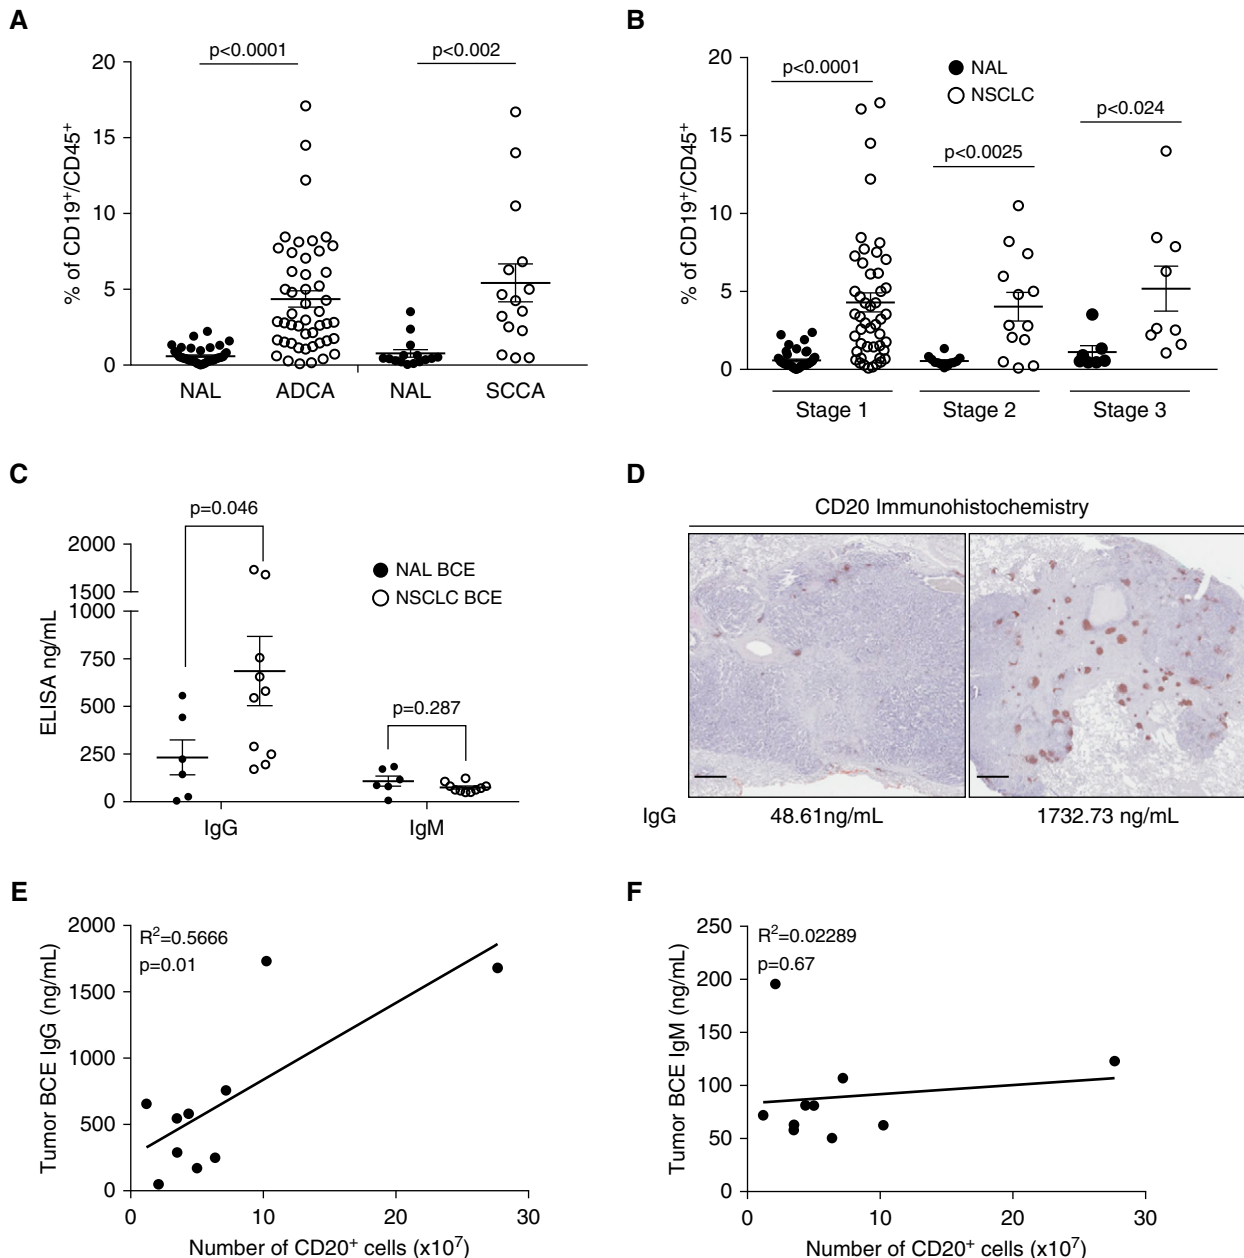 A
% of CD19+/CD45+
20
15
10
5
0
p<0.0001
p<0.002
NAL
ADCA
NAL
SCCA
B
% of CD19+/CD45+
20
15
10
5
0
p<0.0001
p<0.0025
p<0.024
NAL
NSCLC
Stage 1
Stage 2
Stage 3
C
ELISA ng/mL
2000
1500
1000
750
500
250
0
p=0.046
p=0.287
NAL BCE
NSCLC BCE
IgG
IgM
D
CD20 Immunohistochemistry
IgG
48.61ng/mL
1732.73 ng/mL
E
Tumor BCE IgG (ng/mL)
2000
1500
1000
500
0
R2=0.5666
p=0.01
0
10
20
30
Number of CD20+ cells (x107)
F
Tumor BCE IgM (ng/mL)
250
200
150
100
50
0
R2=0.02289
p=0.67
0
10
20
30
Number of CD20+ cells (x107)